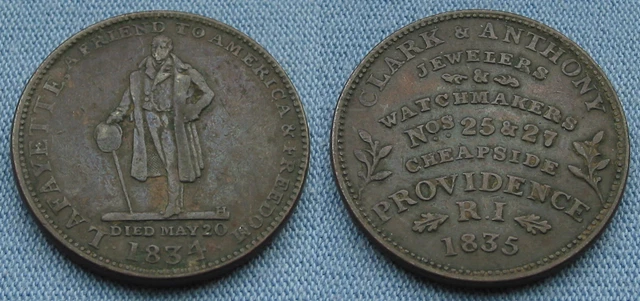 LAFAYETTE A FRIEND TO AMERICA & FREEDOM
H
DIED MAY 20
1834
CLARK & ANTHONY
JEWELERS
&
WATCHMAKERS
NOS 25 & 27
CHEAPSIDE
PROVIDENCE
R.I
1835